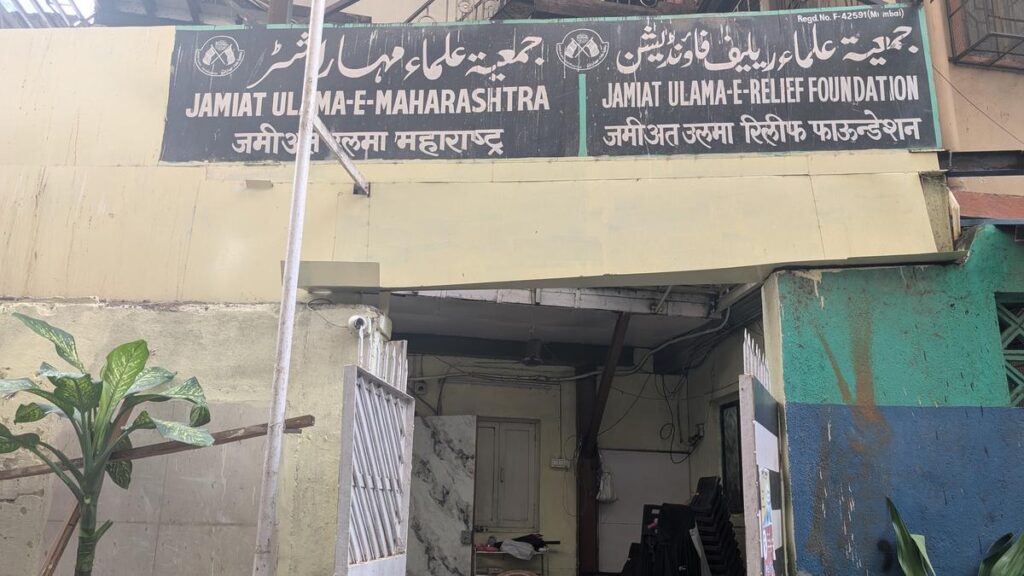 Regd. No. F-42591 (Mumbai)
جمعیۃ علماء مہاراشٹر
JAMIAT ULAMA-E-MAHARASHTRA
जमीअत उलमा महाराष्ट्र
جمعیۃ علماء ریلیف فاؤنڈیشن
JAMIAT ULAMA-E-RELIEF FOUNDATION
जमीअत उलमा रिलीफ फाऊन्डेशन